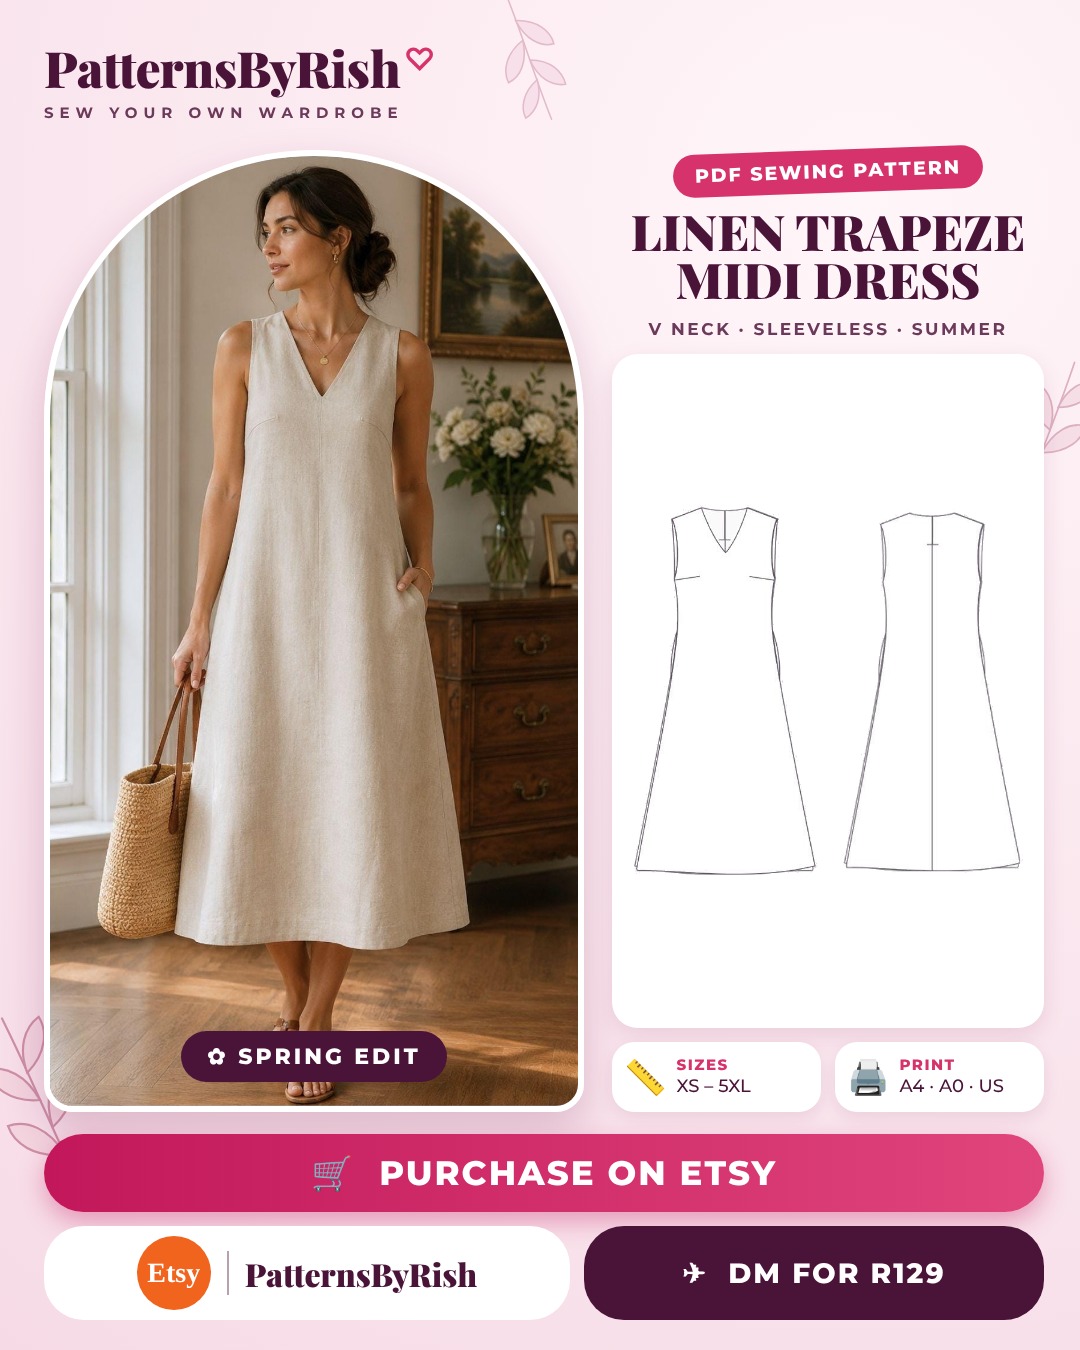 PatternsByRish
SEW YOUR OWN WARDROBE
PDF SEWING PATTERN
LINEN TRAPEZE
MIDI DRESS
V NECK · SLEEVELESS · SUMMER
✿ SPRING EDIT
SIZES
XS – 5XL
PRINT
A4 · A0 · US
PURCHASE ON ETSY
Etsy
PatternsByRish
✈ DM FOR R129